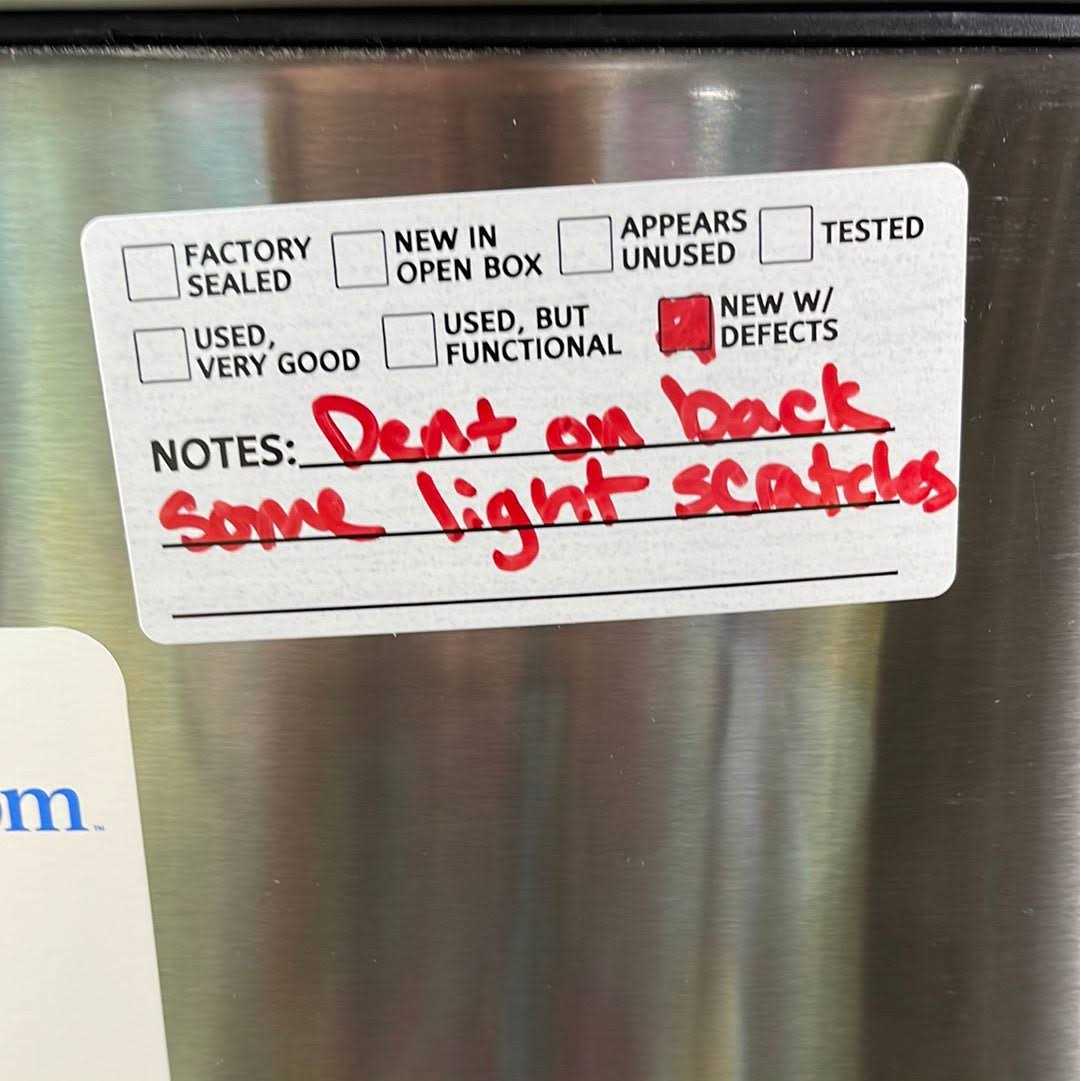 FACTORY SEALED NEW IN OPEN BOX APPEARS UNUSED TESTED
USED, VERY GOOD USED, BUT FUNCTIONAL NEW W/ DEFECTS
NOTES: Dent on back
some light scratches
om™